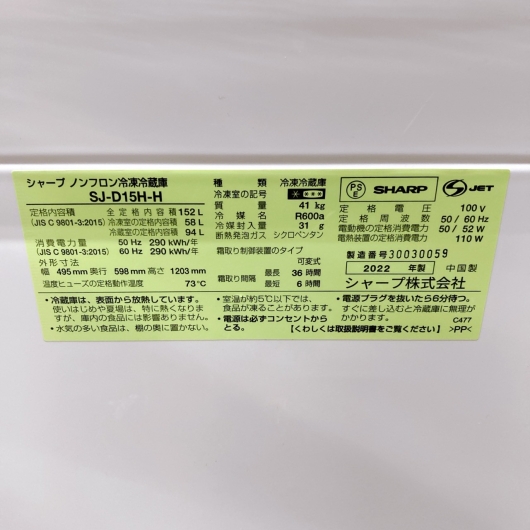 シャープ ノンフロン冷凍冷蔵庫
SJ-D15H-H
定格内容積 全定格内容積 152 L
(JIS C 9801-3:2015) 冷凍室の定格内容積 58 L
冷蔵室の定格内容積 94 L
消費電力量 50 Hz 290 kWh/年
(JIS C 9801-3:2015) 60 Hz 290 kWh/年
外形寸法
幅 495 mm 奥行 598 mm 高さ 1203 mm
温度ヒューズの定格動作温度 73℃
種類 冷凍冷蔵庫
冷凍室の記号 * ***
質量 41 kg
冷媒 R600a
冷媒封入量 31 g
断熱発泡ガス シクロペンタン
霜取り制御装置のタイプ
可変式
霜取り間隔 最長 36 時間
最短 6 時間
PS
E
SHARP
S JET
定格電圧 100 V
定格周波数 50/60 Hz
電動機の定格消費電力 50/52 W
電熱装置の定格消費電力 110 W
製造番号 30030059
2022 年製 中国製
シャープ株式会社
・冷蔵庫は、表面から放熱しています。
使いはじめや夏場は、特に熱くなりま
すが、庫内の食品には影響ありません。
・水気の多い食品は、棚の奥に置かない。
・室温が約5℃以下では、
食品が凍ることがあります。
・電源は必ずコンセントから
とる。
・電源プラグを抜いたら6分待つ。
すぐに差し込むと冷蔵庫に無理が
かかります。 C477
【くわしくは取扱説明書をご覧ください】 >PP<